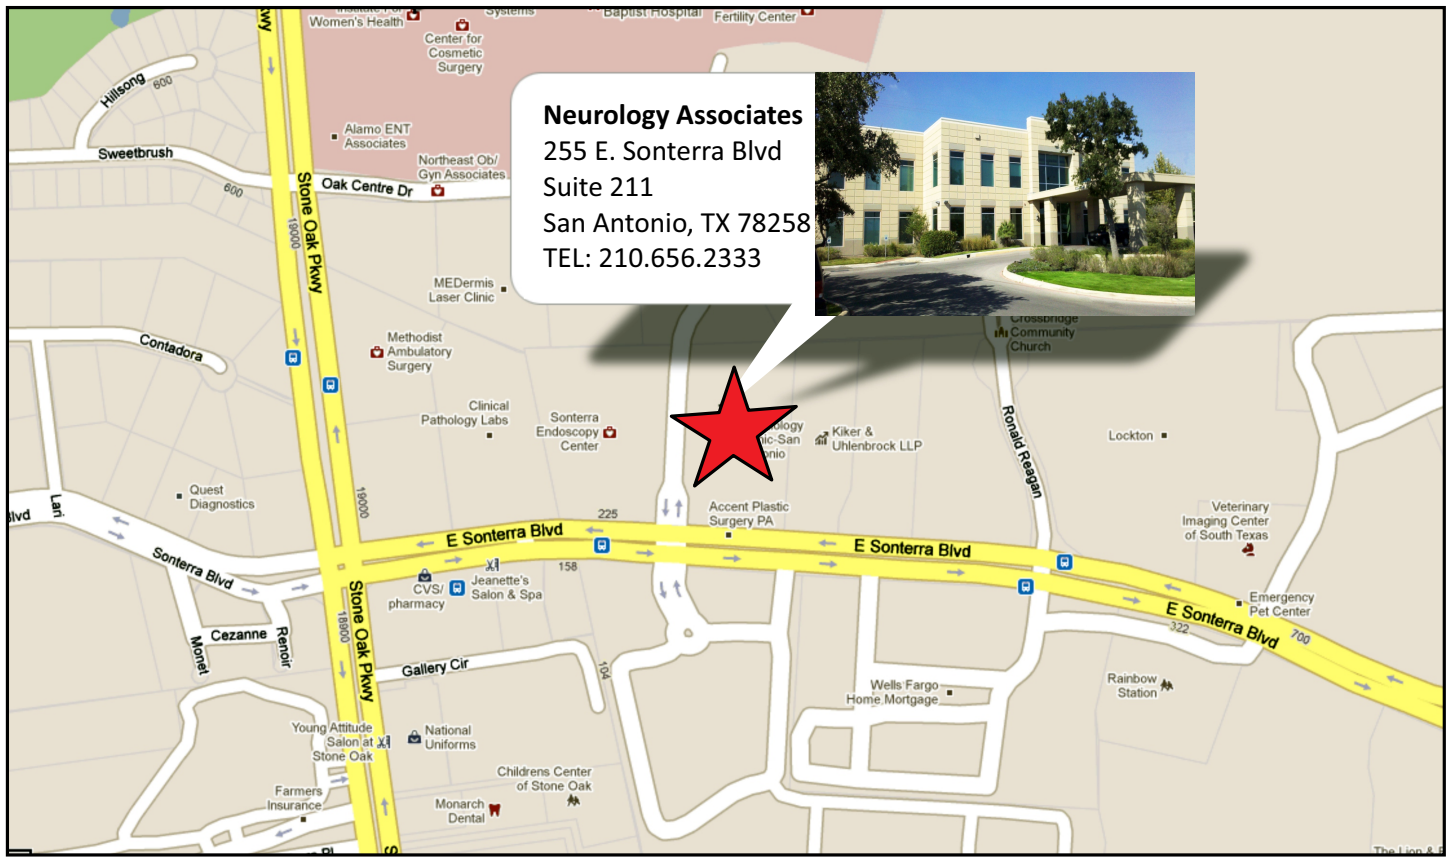 Women's Health
Systems
Baptist Hospital
Fertility Center
Center for
Cosmetic
Surgery
Hillsong
600
Alamo ENT
Associates
Northeast Ob/
Gyn Associates
Sweetbrush
600
Oak Centre Dr
Stone Oak Pkwy
19000
Neurology Associates
255 E. Sonterra Blvd
Suite 211
San Antonio, TX 78258
TEL: 210.656.2333
MEDermis
Laser Clinic
Methodist
Ambulatory
Surgery
Contadora
Crossbridge
Community
Church
Clinical
Pathology Labs
Sonterra
Endoscopy
Center
Kiker &
Uhlenbrock LLP
Ronald Reagan
Lockton
Quest
Diagnostics
Lari
19000
Blvd
Accent Plastic
Surgery PA
225
E Sonterra Blvd
E Sonterra Blvd
Veterinary
Imaging Center
of South Texas
Sonterra Blvd
158
CVS/
pharmacy
Jeanette's
Salon & Spa
Emergency
Pet Center
E Sonterra Blvd
322
700
Stone Oak Pkwy
18900
Cezanne
Monet
Renoir
Gallery Cir
104
Wells Fargo
Home Mortgage
Rainbow
Station
Young Attitude
Salon at
Stone Oak
National
Uniforms
Childrens Center
of Stone Oak
Farmers
Insurance
Monarch
Dental